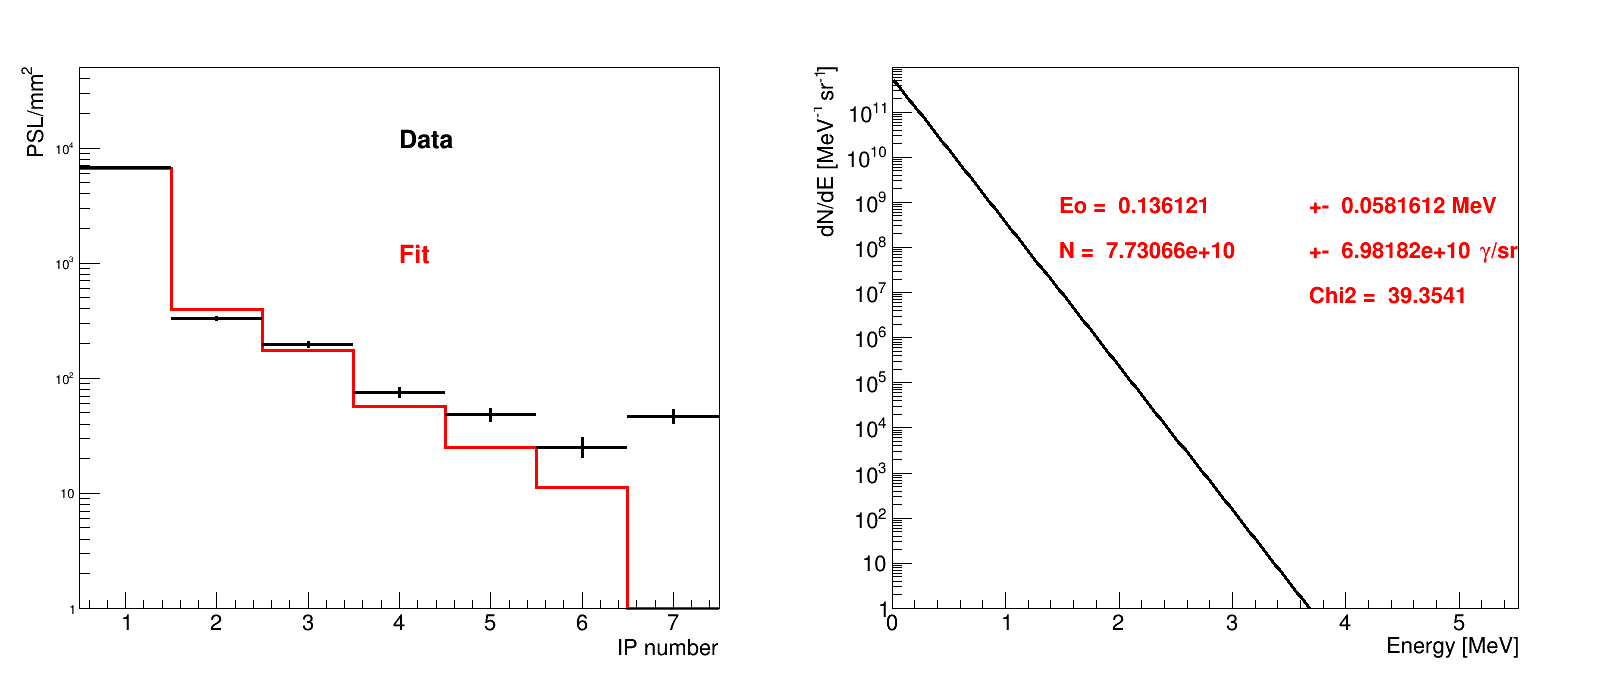 PSL/mm²
10⁴
10³
10²
10
1
Data
Fit
1 2 3 4 5 6 7
IP number
dN/dE [MeV⁻¹ sr⁻¹]
10¹¹
10¹⁰
10⁹
10⁸
10⁷
10⁶
10⁵
10⁴
10³
10²
10
1
Eo = 0.136121 +- 0.0581612 MeV
N = 7.73066e+10 +- 6.98182e+10 γ/sr
Chi2 = 39.3541
0 1 2 3 4 5
Energy [MeV]